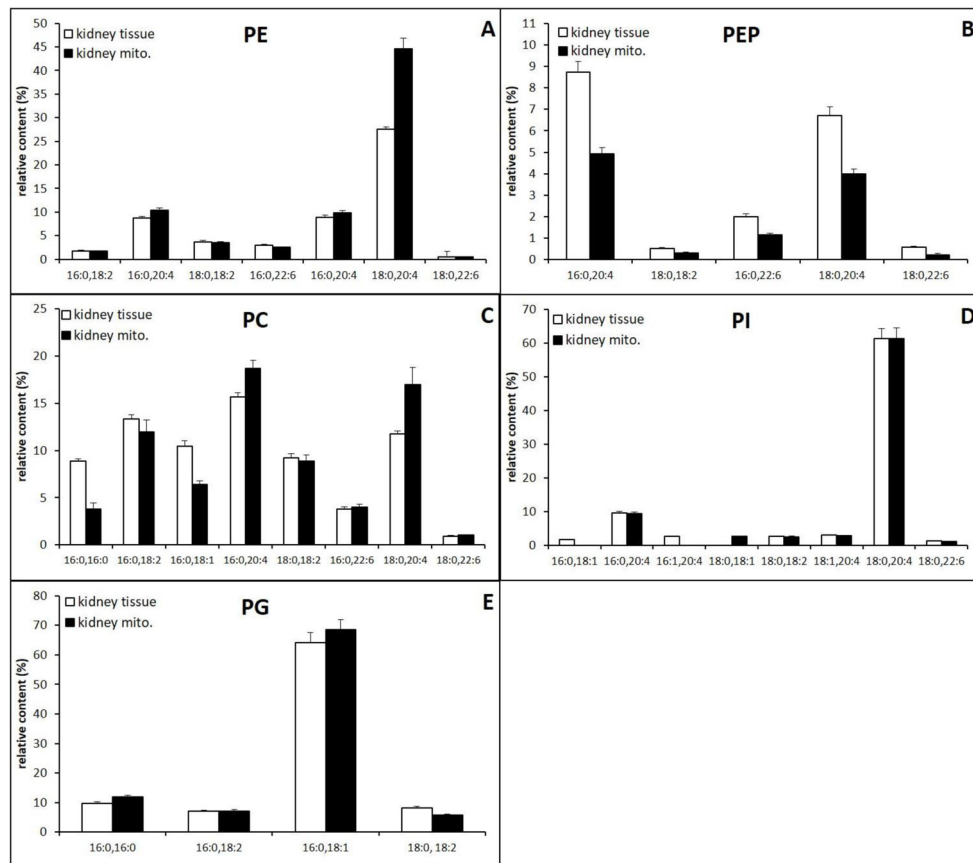 PE
A
kidney tissue
kidney mito.
relative content (%)
50
45
40
35
30
25
20
15
10
5
0
16:0,18:2 16:0,20:4 18:0,18:2 16:0,22:6 16:0,20:4 18:0,20:4 18:0,22:6
PEP
B
kidney tissue
kidney mito.
relative content (%)
11
10
9
8
7
6
5
4
3
2
1
0
16:0,20:4 18:0,18:2 16:0,22:6 18:0,20:4 18:0,22:6
PC
C
kidney tissue
kidney mito.
relative content (%)
25
20
15
10
5
0
16:0,16:0 16:0,18:2 16:0,18:1 16:0,20:4 18:0,18:2 16:0,22:6 18:0,20:4 18:0,22:6
PI
D
kidney tissue
kidney mito.
relative content (%)
70
60
50
40
30
20
10
0
16:0,18:1 16:0,20:4 16:1,20:4 18:0,18:1 18:0,18:2 18:1,20:4 18:0,20:4 18:0,22:6
PG
E
kidney tissue
kidney mito.
relative content (%)
80
70
60
50
40
30
20
10
0
16:0,16:0 16:0,18:2 16:0,18:1 18:0, 18:2